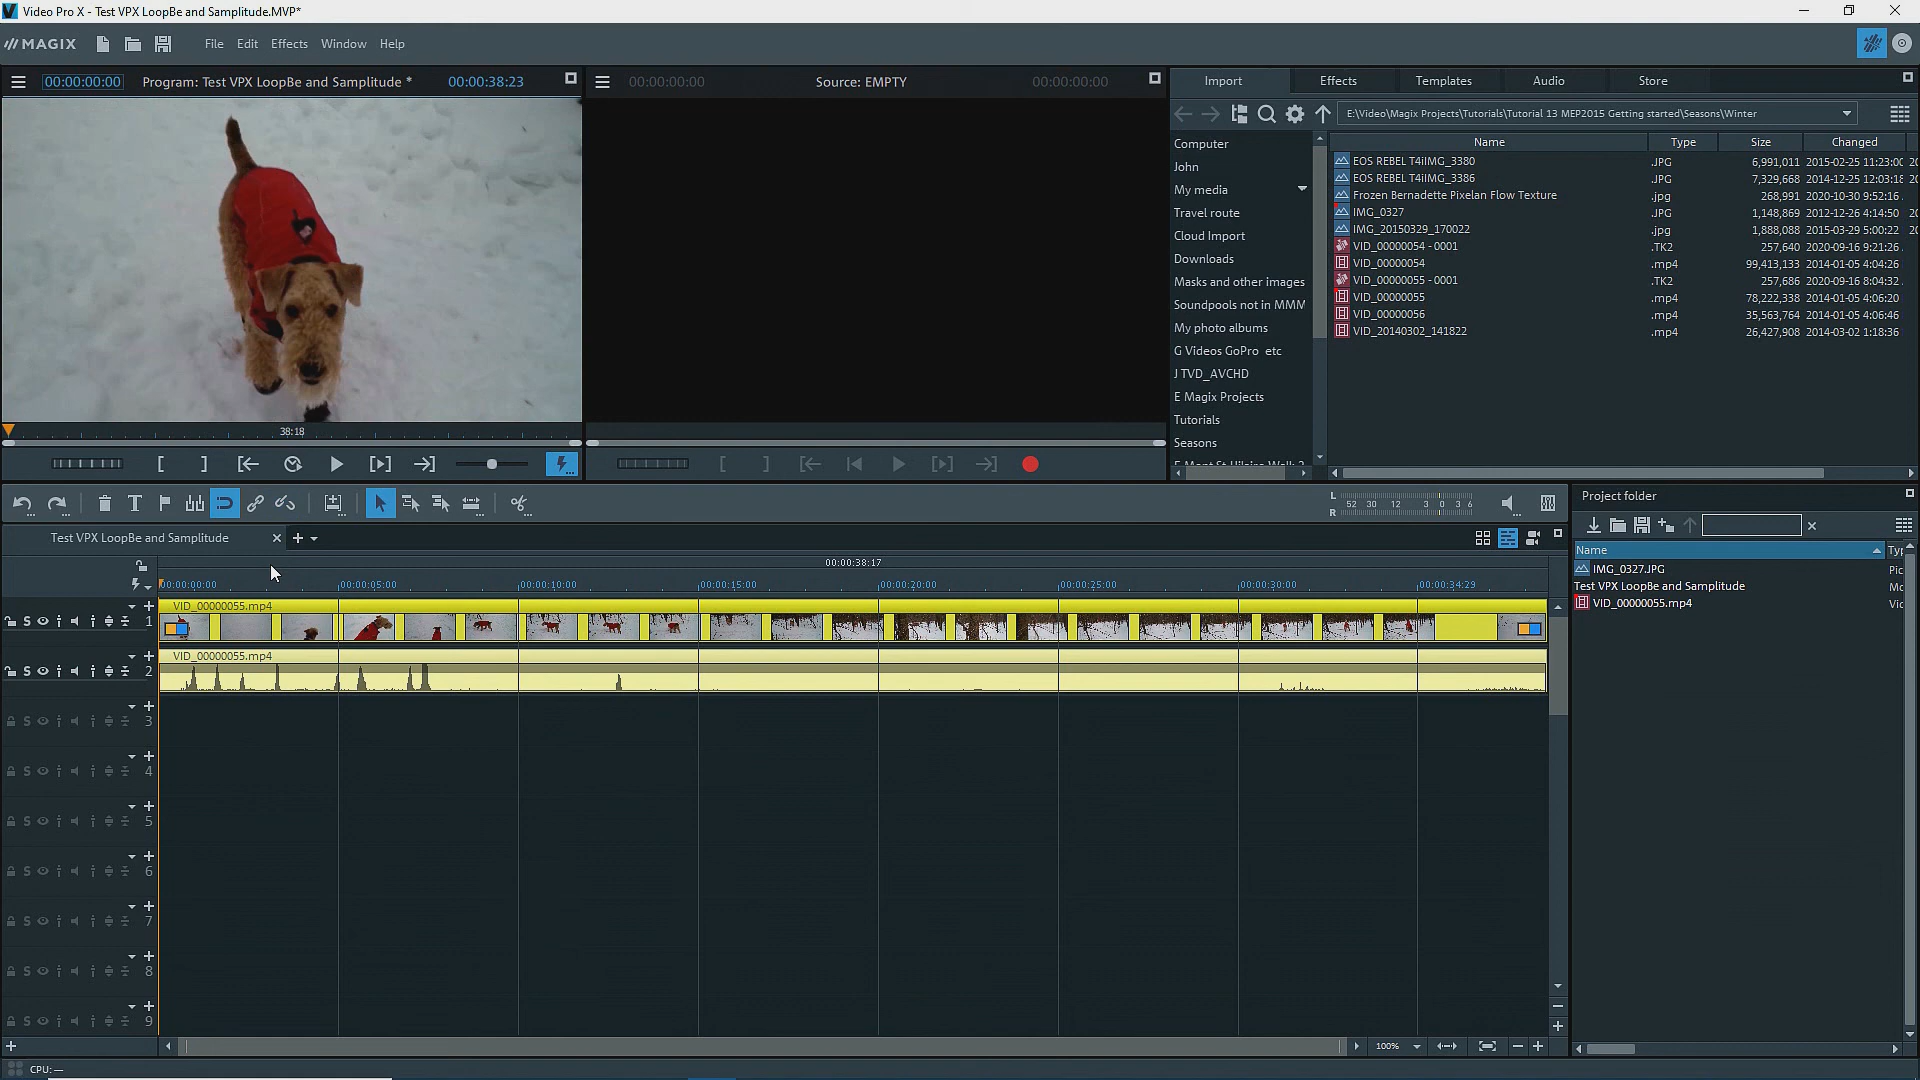 Video Pro X - Test VPX LoopBe and Samplitude.MVP*
MAGIX
File Edit Effects Window Help
00:00:00:00 Program: Test VPX LoopBe and Samplitude * 00:00:38:23
00:00:00:00 Source: EMPTY 00:00:00:00
Import Effects Templates Audio Store
E:\Video\Magix Projects\Tutorials\Tutorial 13 MEP2015 Getting started\Seasons\Winter
Computer
John
My media
Travel route
Cloud Import
Downloads
Masks and other images
Soundpools not in MMM
My photo albums
G Videos GoPro etc
J TVD_AVCHD
E Magix Projects
Tutorials
Seasons
Name Type Size Changed
EOS REBEL T4iIMG_3380 .JPG 6,991,011 2015-02-25 11:23:00
EOS REBEL T4iIMG_3386 .JPG 7,329,668 2014-12-25 12:03:18
Frozen Bernadette Pixelan Flow Texture .jpg 268,991 2020-10-30 9:52:16
IMG_0327 .JPG 1,148,869 2012-12-26 4:14:50
IMG_20150329_170022 .jpg 1,888,088 2015-03-29 5:00:22
VID_00000054 - 0001 .TK2 257,640 2020-09-16 9:21:26
VID_00000054 .mp4 99,413,133 2014-01-05 4:04:26
VID_00000055 - 0001 .TK2 257,686 2020-09-16 8:04:32
VID_00000055 .mp4 78,222,338 2014-01-05 4:06:20
VID_00000056 .mp4 35,563,764 2014-01-05 4:06:46
VID_20140302_141822 .mp4 26,427,908 2014-03-02 1:18:36
38:18
L
52 30 12 3 0 3 6
R
Project folder
Name Typ
IMG_0327.JPG Pic
Test VPX LoopBe and Samplitude Mo
VID_00000055.mp4 Vid
Test VPX LoopBe and Samplitude
00:00:38:17
00:00:00:00 00:00:05:00 00:00:10:00 00:00:15:00 00:00:20:00 00:00:25:00 00:00:30:00 00:00:34:29
VID_00000055.mp4
S 1
VID_00000055.mp4
S 2
S 3
S 4
S 5
S 6
S 7
S 8
S 9
100%
CPU: —